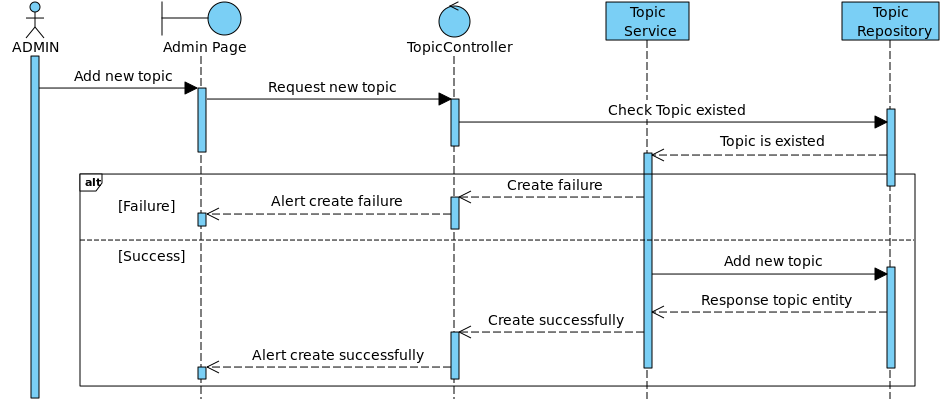 Topic
Service
Topic
Repository
ADMIN
Admin Page
TopicController
Add new topic
Request new topic
Check Topic existed
Topic is existed
alt
Create failure
[Failure]
Alert create failure
[Success]
Add new topic
Response topic entity
Create successfully
Alert create successfully